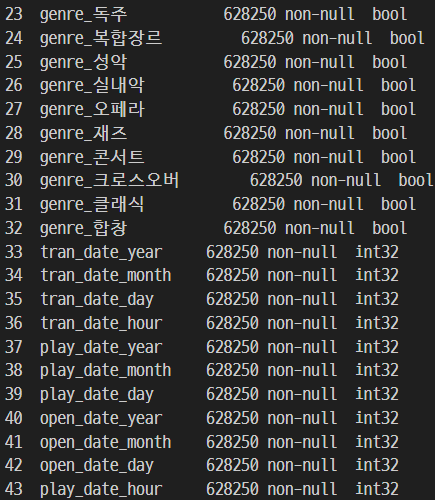 23 genre_독주 628250 non-null bool
24 genre_복합장르 628250 non-null bool
25 genre_성악 628250 non-null bool
26 genre_실내악 628250 non-null bool
27 genre_오페라 628250 non-null bool
28 genre_재즈 628250 non-null bool
29 genre_콘서트 628250 non-null bool
30 genre_크로스오버 628250 non-null bool
31 genre_클래식 628250 non-null bool
32 genre_합창 628250 non-null bool
33 tran_date_year 628250 non-null int32
34 tran_date_month 628250 non-null int32
35 tran_date_day 628250 non-null int32
36 tran_date_hour 628250 non-null int32
37 play_date_year 628250 non-null int32
38 play_date_month 628250 non-null int32
39 play_date_day 628250 non-null int32
40 open_date_year 628250 non-null int32
41 open_date_month 628250 non-null int32
42 open_date_day 628250 non-null int32
43 play_date_hour 628250 non-null int32